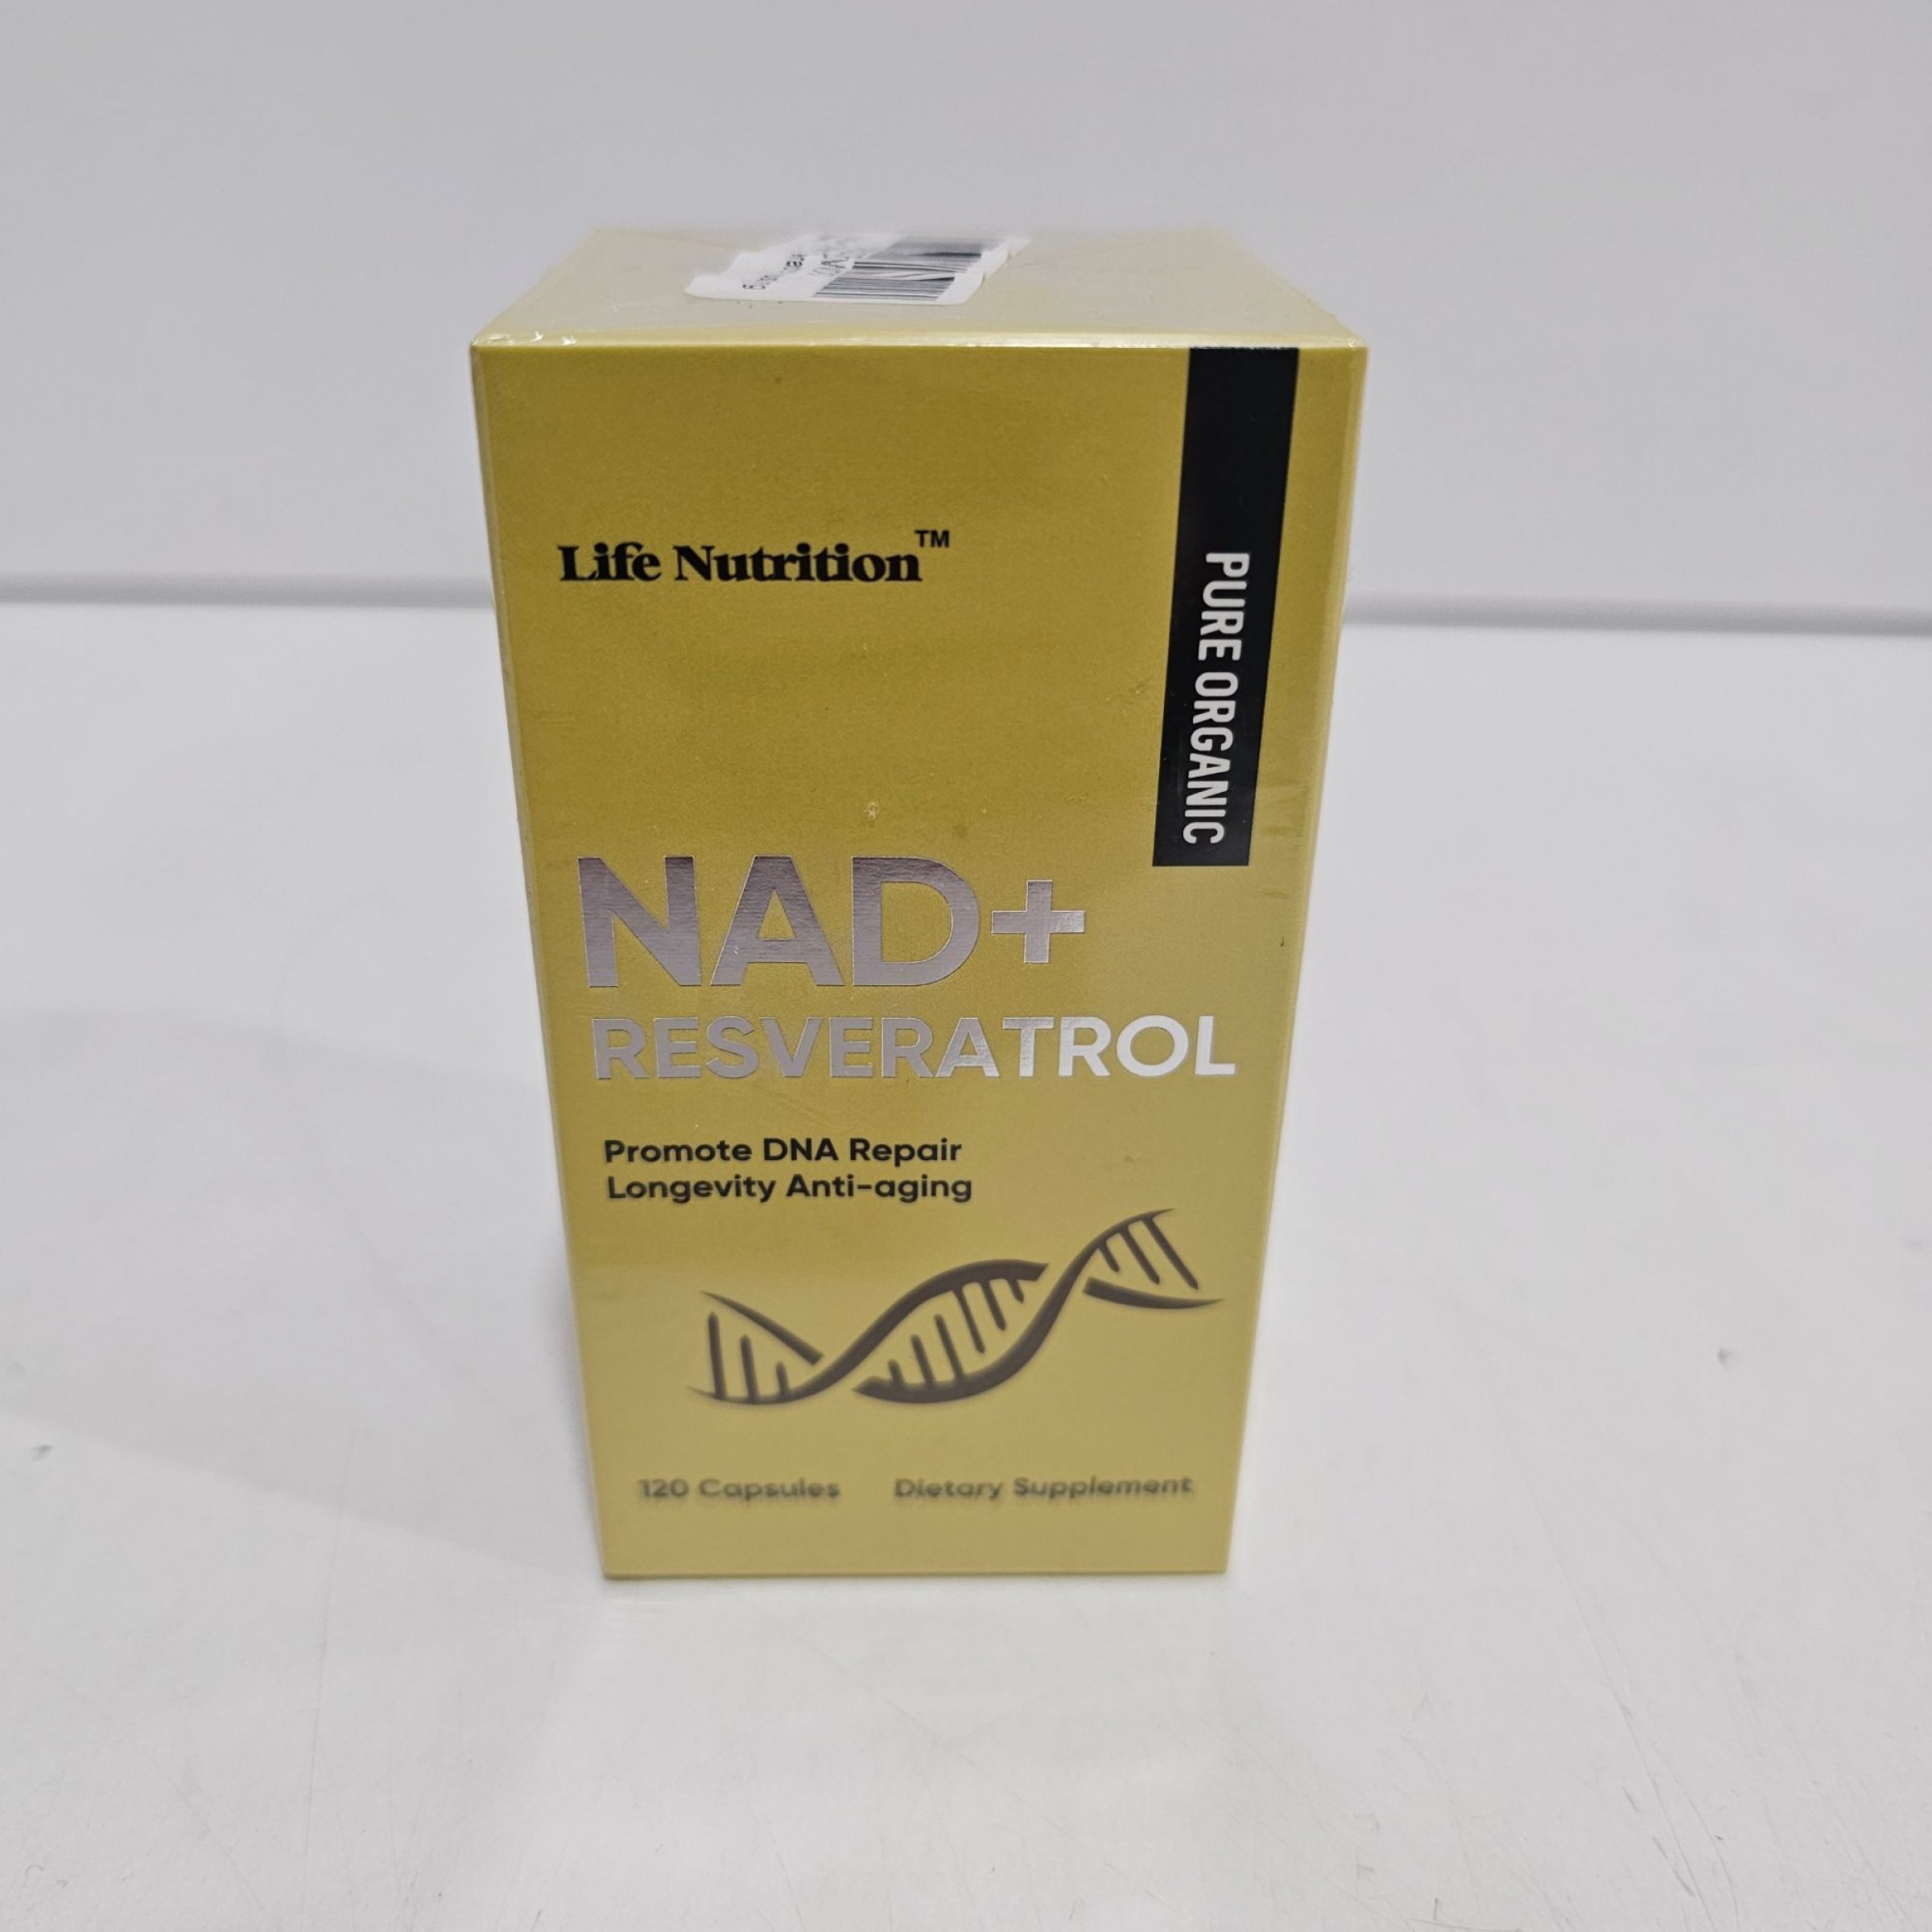 Life Nutrition™
PURE ORGANIC
NAD+
RESVERATROL
Promote DNA Repair
Longevity Anti-aging
120 Capsules Dietary Supplement